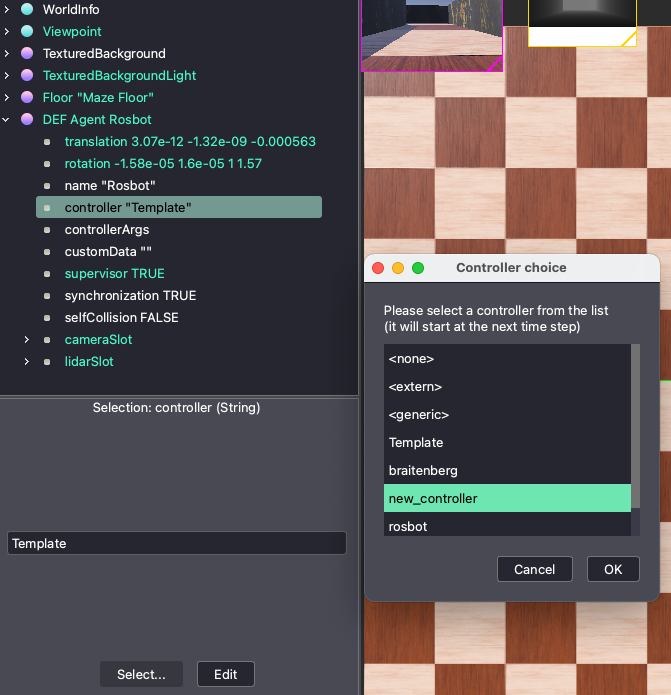 WorldInfo
Viewpoint
TexturedBackground
TexturedBackgroundLight
Floor "Maze Floor"
DEF Agent Rosbot
translation 3.07e-12 -1.32e-09 -0.000563
rotation -1.58e-05 1.6e-05 1 1.57
name "Rosbot"
controller "Template"
controllerArgs
customData ""
supervisor TRUE
synchronization TRUE
selfCollision FALSE
cameraSlot
lidarSlot
Selection: controller (String)
Template
Select...
Edit
Controller choice
Please select a controller from the list
(it will start at the next time step)
<none>
<extern>
<generic>
Template
braitenberg
new_controller
rosbot
Cancel
OK